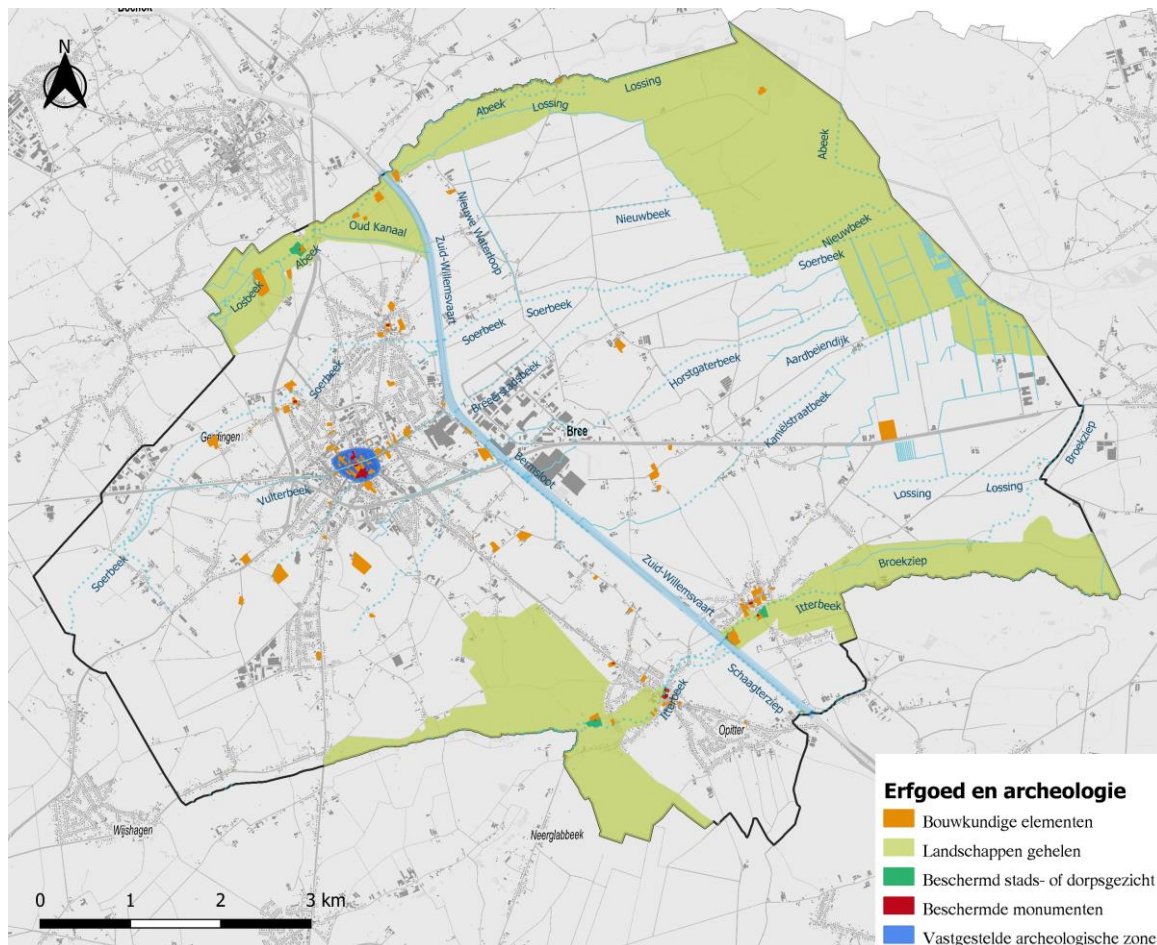 N
Abeek
Lossing
Lossing
Abeek
Oud Kanaal
Nieuwe Waterloop
Nieuwbeek
Nieuwbeek
Abeek
Losbeek
Zuid-Willemsvaart
Soerbeek
Soerbeek
Soerbeek
Soerbeek
Horstgaterbeek
Aardbeiendijk
Breeërstadsbeek
Kamiëlstraatbeek
Gerdingen
Bree
Broekziep
Bermsloot
Vulterbeek
Lossing
Lossing
Soerbeek
Zuid-Willemsvaart
Broekziep
Itterbeek
Schaagterziep
Itterbeek
Opitter
Wijshagen
Neerglabbeek
Erfgoed en archeologie
Bouwkundige elementen
Landschappen gehelen
Beschermd stads- of dorpsgezicht
Beschermde monumenten
Vastgestelde archeologische zone
0 1 2 3 km